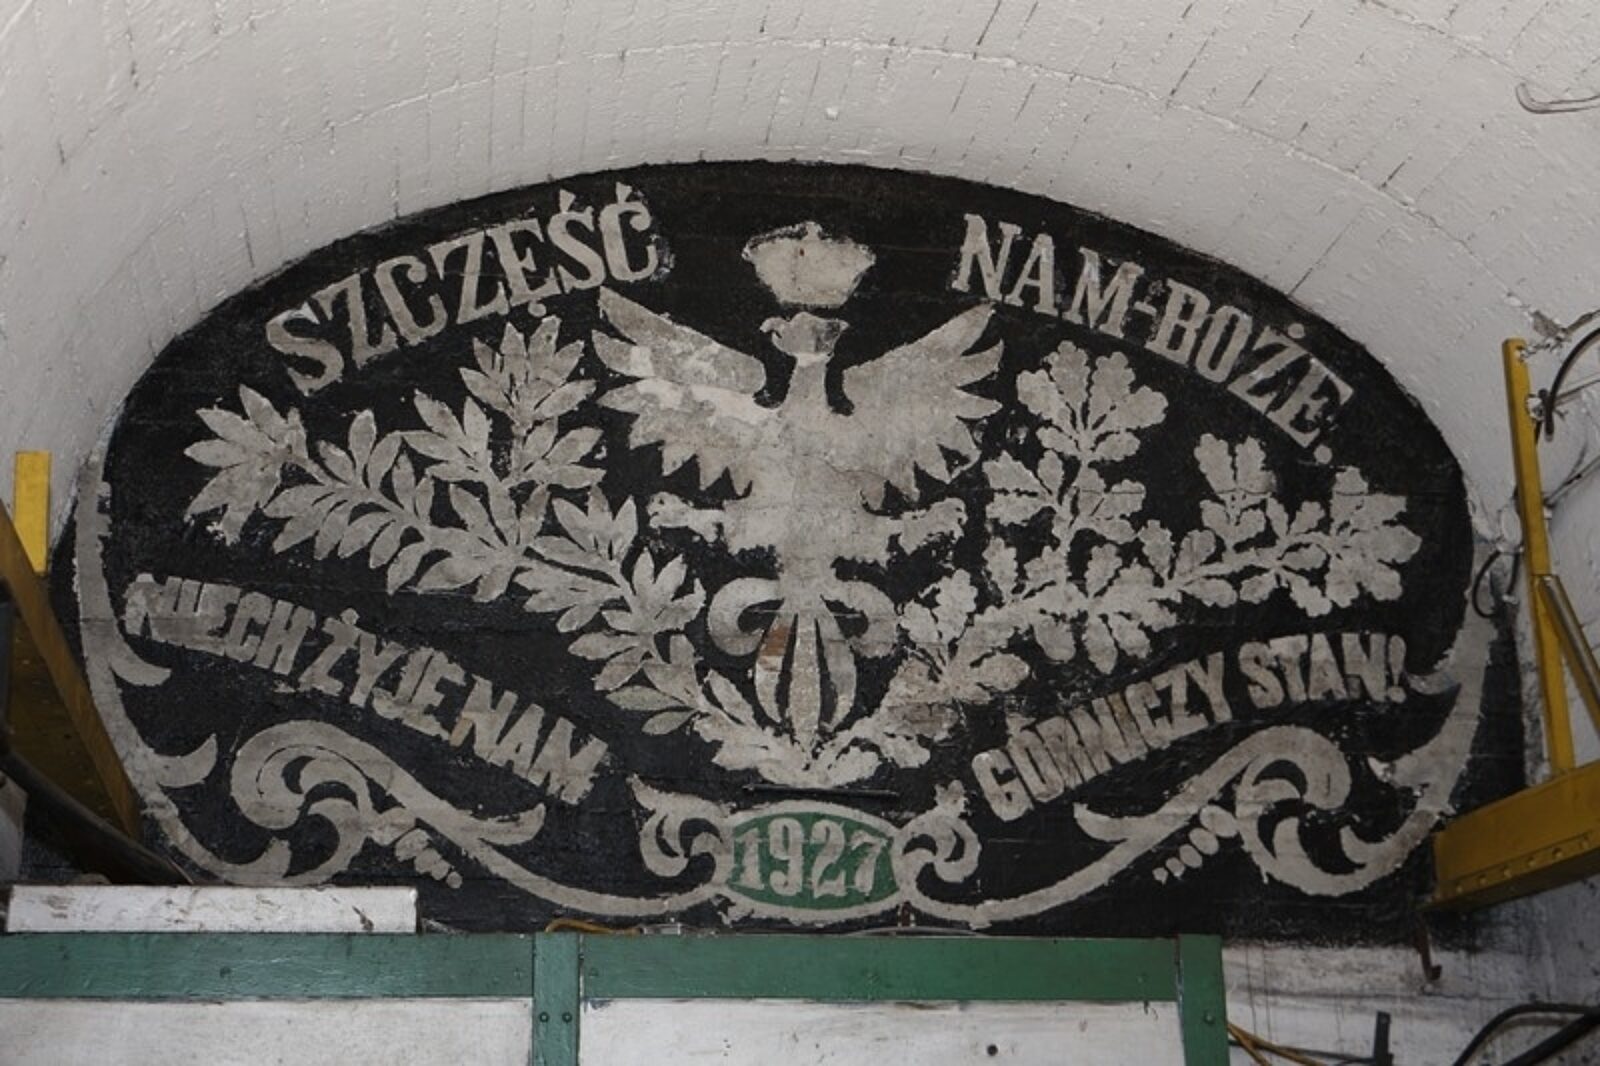 SZCZĘŚĆ NAM-BOŻE.
NIECH ŻYJE NAM GÓRNICZY STAN!
1927